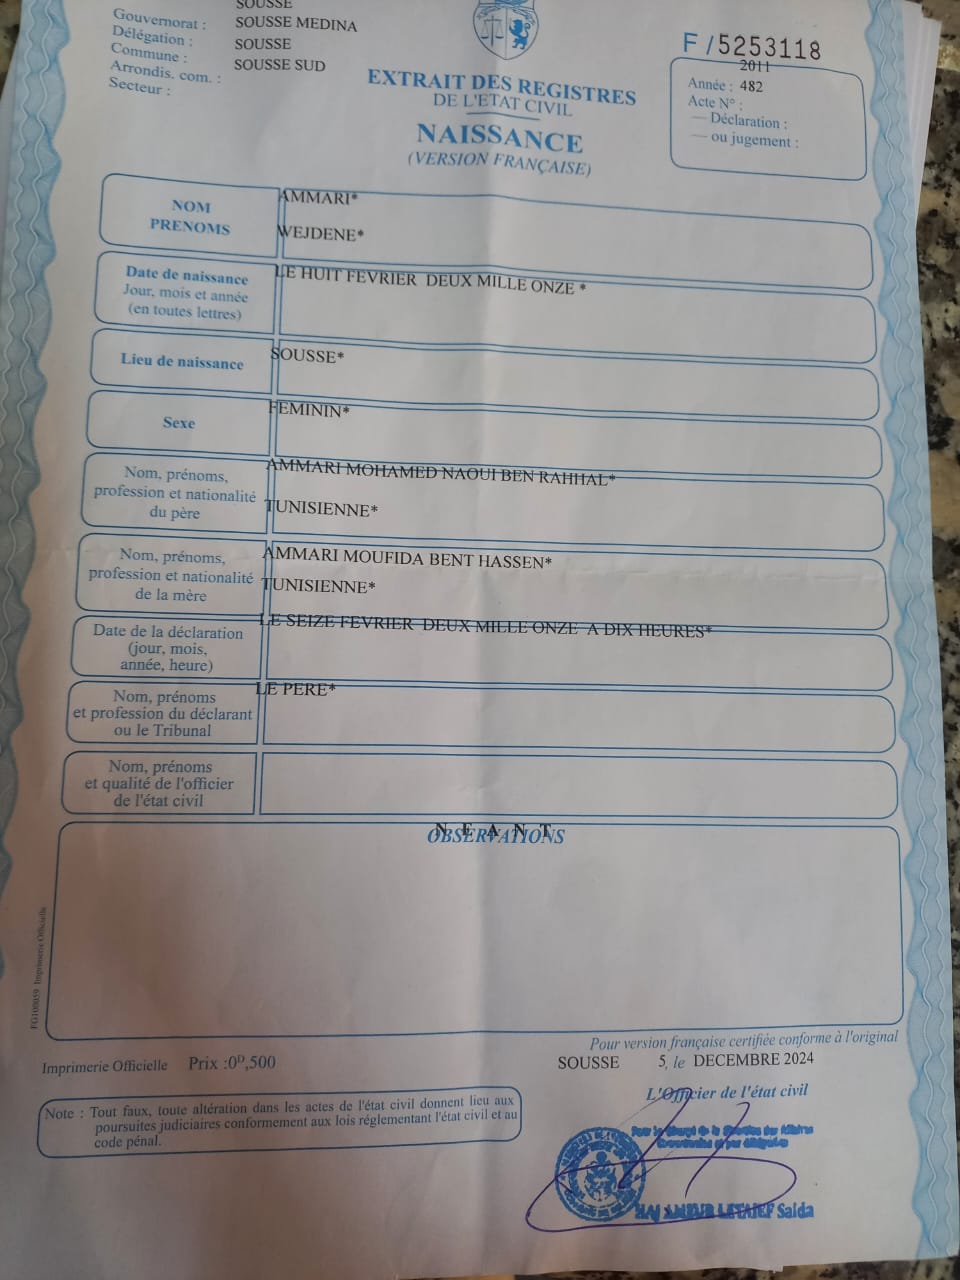 SOUSSE
Gouvernorat : SOUSSE MEDINA
Délégation : SOUSSE
Commune : SOUSSE SUD
Arrondis. com. :
Secteur :
F/5253118
2011
Année : 482
Acte N° :
— Déclaration :
— ou jugement :
EXTRAIT DES REGISTRES
DE L'ETAT CIVIL
NAISSANCE
(VERSION FRANÇAISE)
NOM
PRENOMS
AMMARI*
WEJDENE*
Date de naissance
Jour, mois et année
(en toutes lettres)
LE HUIT FEVRIER DEUX MILLE ONZE *
Lieu de naissance
SOUSSE*
Sexe
FEMININ*
Nom, prénoms,
profession et nationalité
du père
AMMARI MOHAMED NAOUI BEN RAHHAL*
TUNISIENNE*
Nom, prénoms,
profession et nationalité
de la mère
AMMARI MOUFIDA BENT HASSEN*
TUNISIENNE*
Date de la déclaration
(jour, mois,
année, heure)
LE SEIZE FEVRIER DEUX MILLE ONZE A DIX HEURES*
Nom, prénoms
et profession du déclarant
ou le Tribunal
LE PERE*
Nom, prénoms
et qualité de l'officier
de l'état civil
N E A N T
OBSERVATIONS
FG100059 Imprimerie Officielle
Pour version française certifiée conforme à l'original
Imprimerie Officielle Prix :0ᴰ,500
SOUSSE 5, le DECEMBRE 2024
L'Officier de l'état civil
Note : Tout faux, toute altération dans les actes de l'état civil donnent lieu aux
poursuites judiciaires conformement aux lois réglementant l'état civil et au
code pénal.
HAJ AMEUR LETAIEF Saida